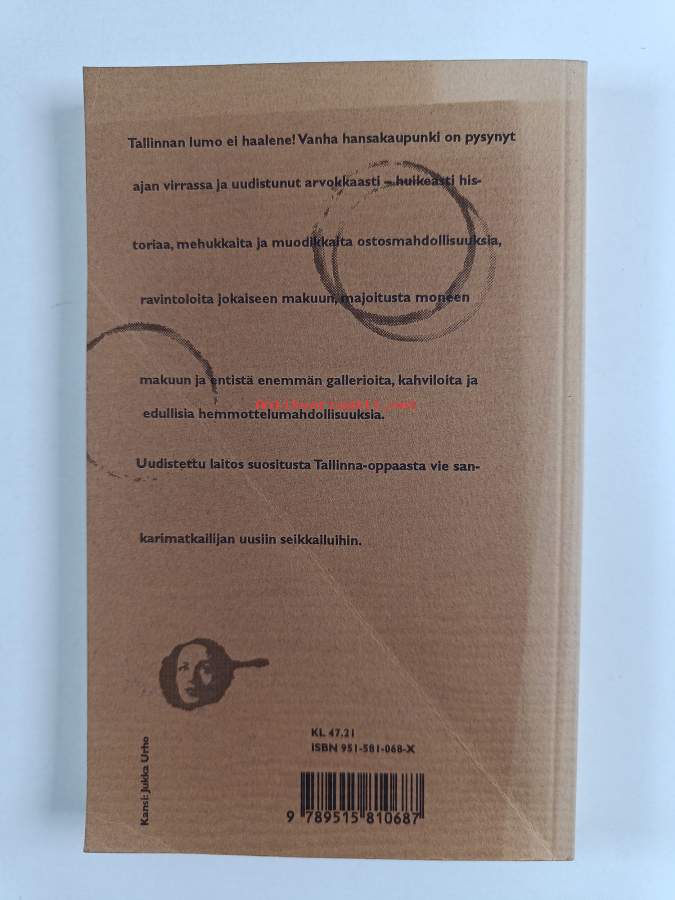 Tallinnan lumo ei haalene! Vanha hansakaupunki on pysynyt
ajan virrassa ja uudistunut arvokkaasti – huikeasti his-
toriaa, mehukkaita ja muodikkaita ostosmahdollisuuksia,
ravintoloita jokaiseen makuun, majoitusta moneen
makuun ja entistä enemmän gallerioita, kahviloita ja
edullisia hemmottelumahdollisuuksia.
Uudistettu laitos suositusta Tallinna-oppaasta vie san-
karimatkailijan uusiin seikkailuihin.
Kansi: Jukka Urho
KL 47.21
ISBN 951-581-068-X
9 789515 810687